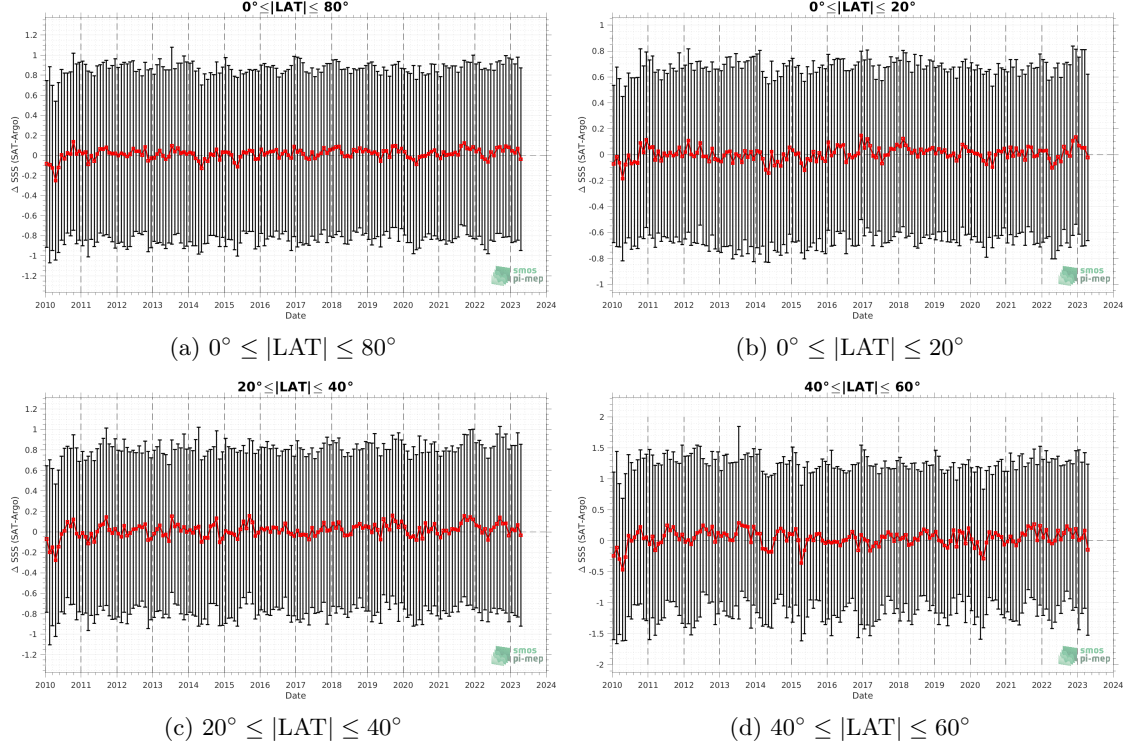 0°≤|LAT|≤ 80°
1.2
1
0.8
0.6
0.4
0.2
0
-0.2
-0.4
-0.6
-0.8
-1
-1.2
Δ SSS (SAT-Argo)
smos
pi-mep
2010 2011 2012 2013 2014 2015 2016 2017 2018 2019 2020 2021 2022 2023 2024
Date
(a) 0° ≤ |LAT| ≤ 80°
0°≤|LAT|≤ 20°
1
0.8
0.6
0.4
0.2
0
-0.2
-0.4
-0.6
-0.8
-1
Δ SSS (SAT-Argo)
smos
pi-mep
2010 2011 2012 2013 2014 2015 2016 2017 2018 2019 2020 2021 2022 2023 2024
Date
(b) 0° ≤ |LAT| ≤ 20°
20°≤|LAT|≤ 40°
1.2
1
0.8
0.6
0.4
0.2
0
-0.2
-0.4
-0.6
-0.8
-1
-1.2
Δ SSS (SAT-Argo)
smos
pi-mep
2010 2011 2012 2013 2014 2015 2016 2017 2018 2019 2020 2021 2022 2023 2024
Date
(c) 20° ≤ |LAT| ≤ 40°
40°≤|LAT|≤ 60°
2
1.5
1
0.5
0
-0.5
-1
-1.5
-2
Δ SSS (SAT-Argo)
smos
pi-mep
2010 2011 2012 2013 2014 2015 2016 2017 2018 2019 2020 2021 2022 2023 2024
Date
(d) 40° ≤ |LAT| ≤ 60°